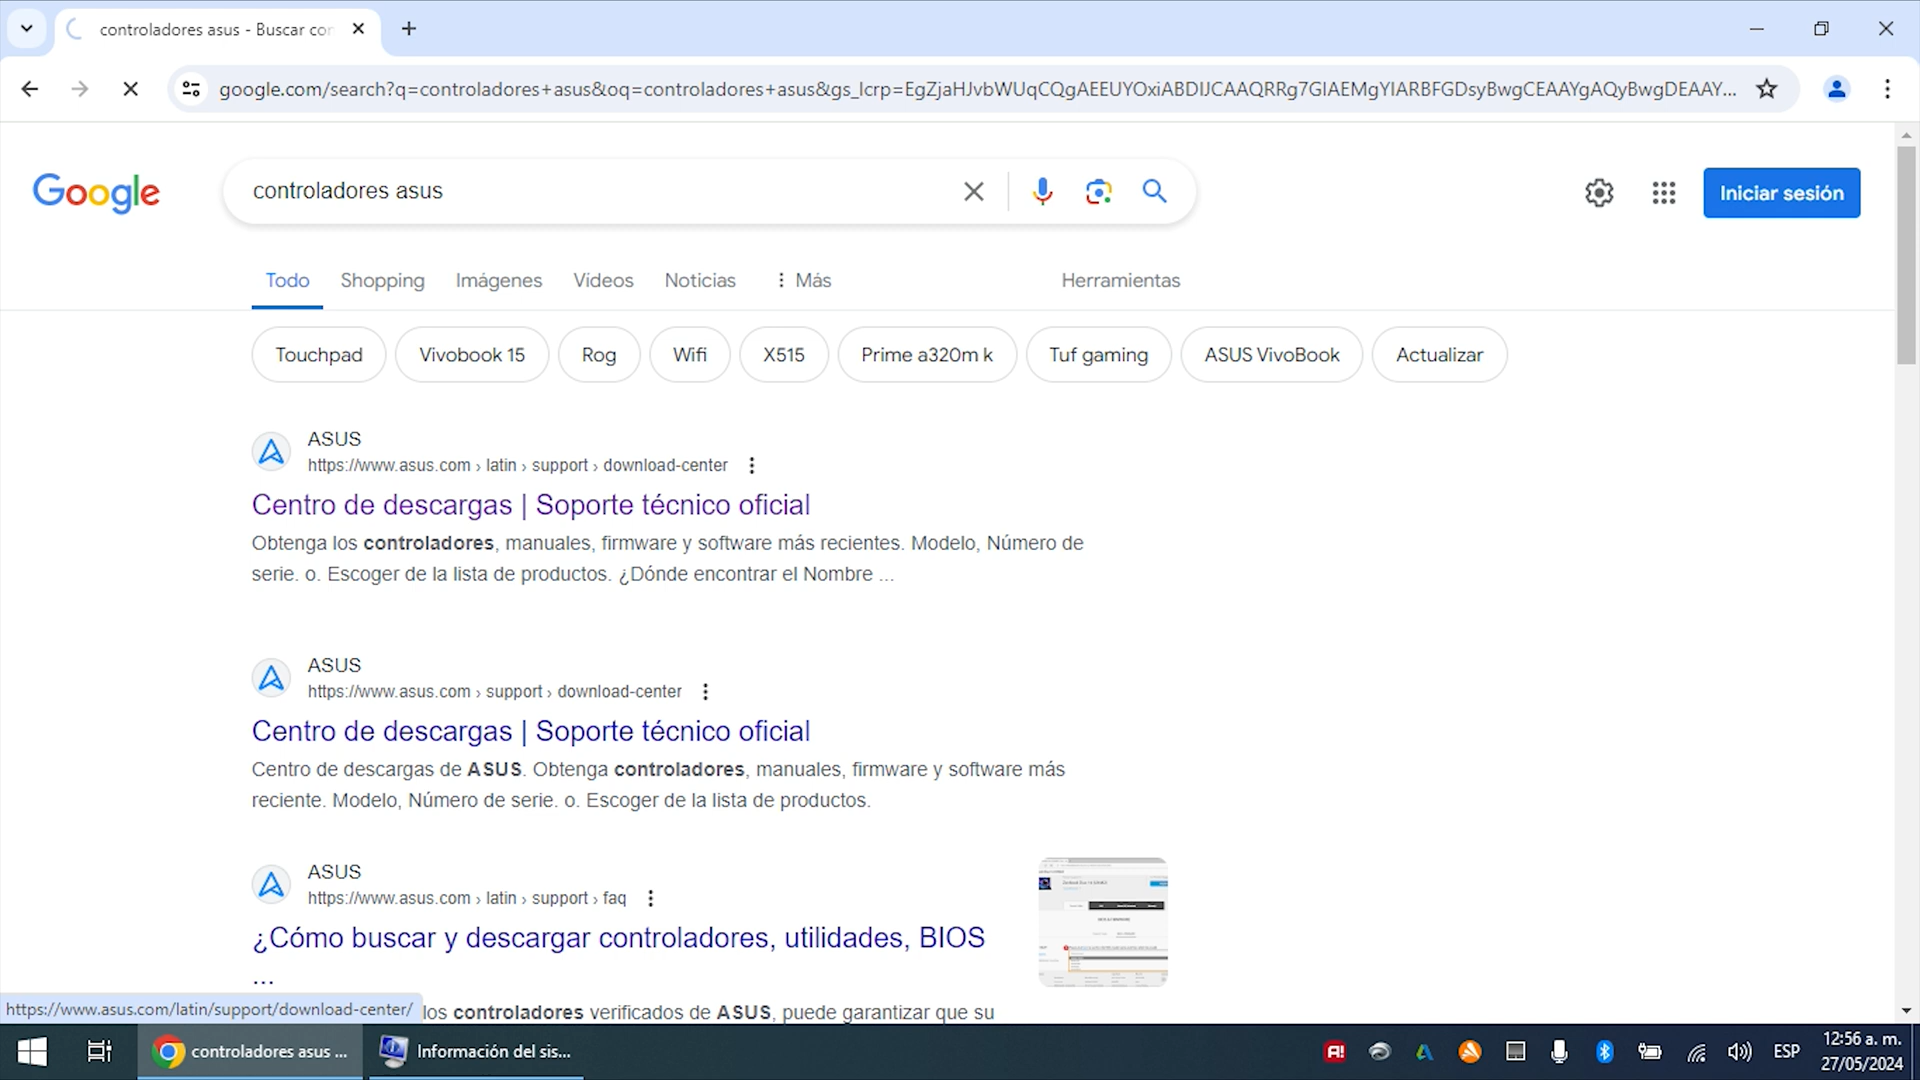 controladores asus - Buscar con
google.com/search?q=controladores+asus&oq=controladores+asus&gs_lcrp=EgZjaHJvbWUqCQgAEEUYOxiABDIJCAAQRRg7GIAEMgYIARBFGDsyBwgCEAAYgAQyBwgDEAAY...
Google
controladores asus
Iniciar sesión
Todo Shopping Imágenes Vídeos Noticias Más Herramientas
Touchpad Vivobook 15 Rog Wifi X515 Prime a320m k Tuf gaming ASUS VivoBook Actualizar
ASUS
https://www.asus.com › latin › support › download-center
Centro de descargas | Soporte técnico oficial
Obtenga los controladores, manuales, firmware y software más recientes. Modelo, Número de
serie. o. Escoger de la lista de productos. ¿Dónde encontrar el Nombre ...
ASUS
https://www.asus.com › support › download-center
Centro de descargas | Soporte técnico oficial
Centro de descargas de ASUS. Obtenga controladores, manuales, firmware y software más
reciente. Modelo, Número de serie. o. Escoger de la lista de productos.
ASUS
https://www.asus.com › latin › support › faq
¿Cómo buscar y descargar controladores, utilidades, BIOS
...
los controladores verificados de ASUS, puede garantizar que su
https://www.asus.com/latin/support/download-center/
controladores asus ... Información del sis... ESP
12:56 a. m.
27/05/2024